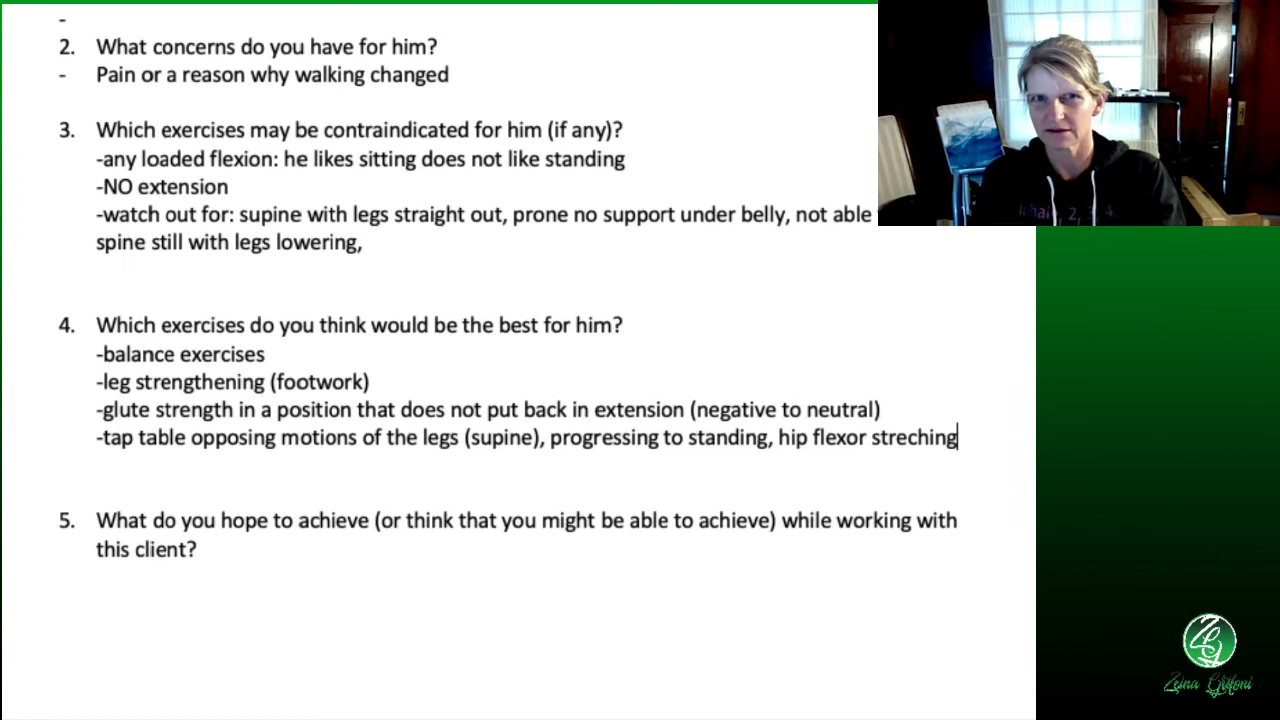 -
2. What concerns do you have for him?
- Pain or a reason why walking changed
3. Which exercises may be contraindicated for him (if any)?
-any loaded flexion: he likes sitting does not like standing
-NO extension
-watch out for: supine with legs straight out, prone no support under belly, not able
spine still with legs lowering,
4. Which exercises do you think would be the best for him?
-balance exercises
-leg strengthening (footwork)
-glute strength in a position that does not put back in extension (negative to neutral)
-tap table opposing motions of the legs (supine), progressing to standing, hip flexor streching
5. What do you hope to achieve (or think that you might be able to achieve) while working with
this client?
Zeina Grifoni